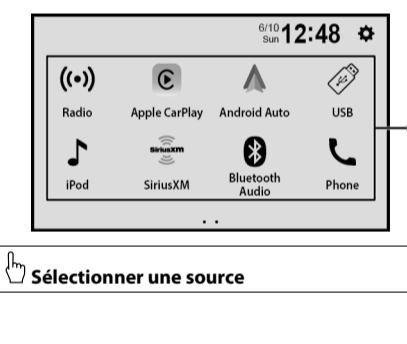 6/10
Sun 12:48
Radio Apple CarPlay Android Auto USB
SiriusXM
iPod SiriusXM Bluetooth Audio Phone
Sélectionner une source